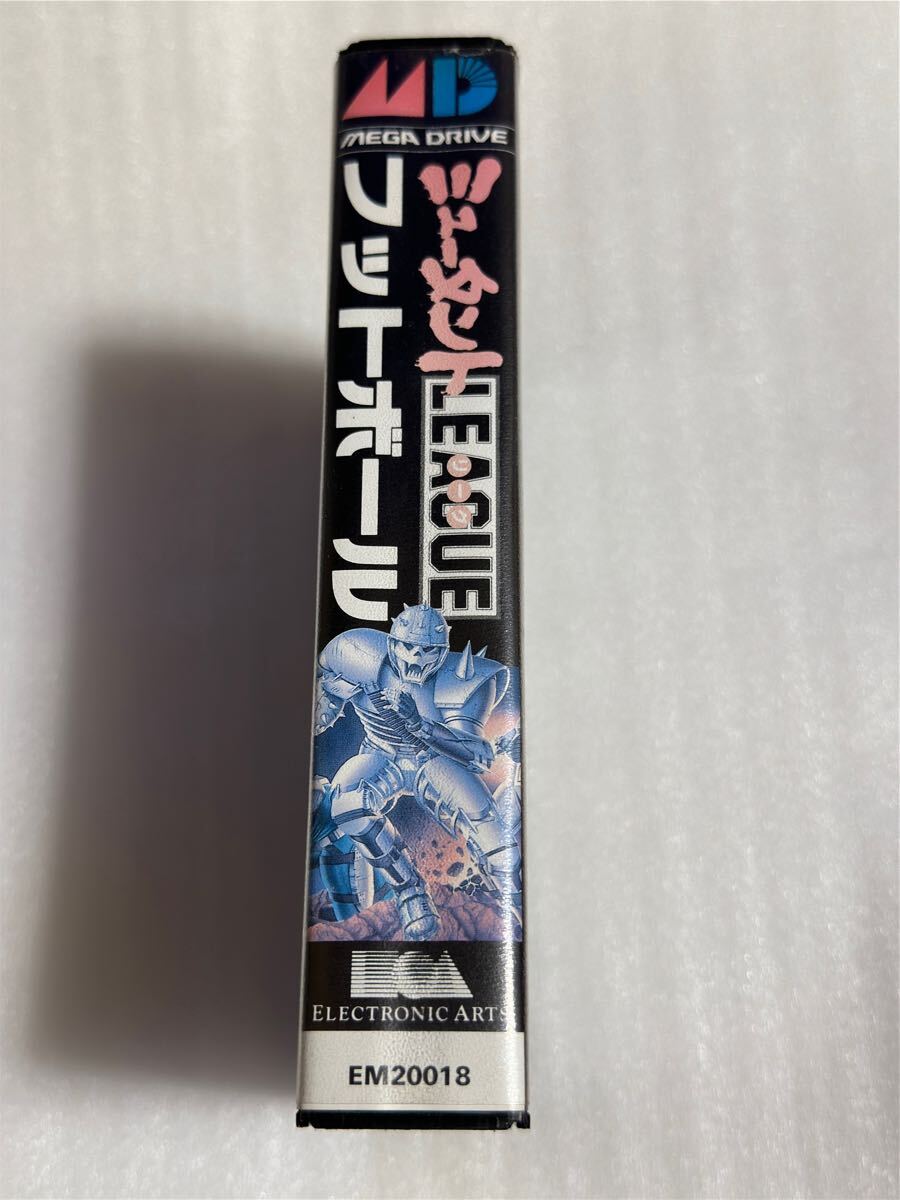 MD
MEGA DRIVE
ミュータント
LEAGUE
リーグ
フットボール
EA
ELECTRONIC ARTS
EM20018